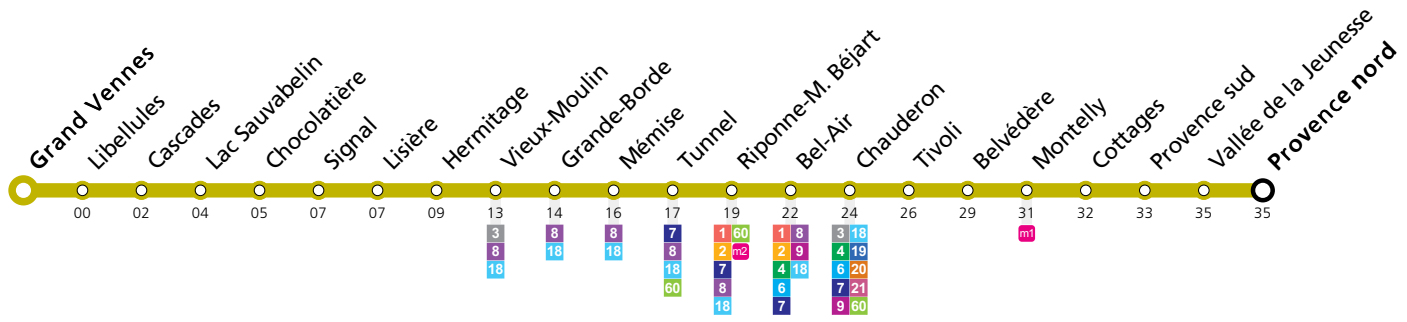 Grand Vennes
Libellules
Cascades
Lac Sauvabelin
Chocolatière
Signal
Lisière
Hermitage
Vieux-Moulin
Grande-Borde
Mémise
Tunnel
Riponne-M. Béjart
Bel-Air
Chauderon
Tivoli
Belvédère
Montelly
Cottages
Provence sud
Vallée de la Jeunesse
Provence nord
00 02 04 05 07 07 09 13 14 16 17 19 22 24 26 29 31 32 33 35 35
3 8 8 7 1 60 1 8 3 18 m1
8 18 18 8 2 m2 2 9 4 19
18 18 7 4 18 6 20
60 8 6 7 21
18 7 9 60